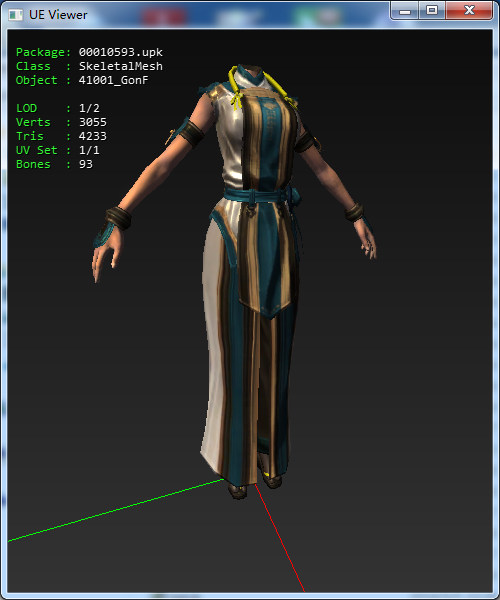 UE Viewer
Package: 00010593.upk
Class : SkeletalMesh
Object : 41001_GonF
LOD : 1/2
Verts : 3055
Tris : 4233
UV Set : 1/1
Bones : 93